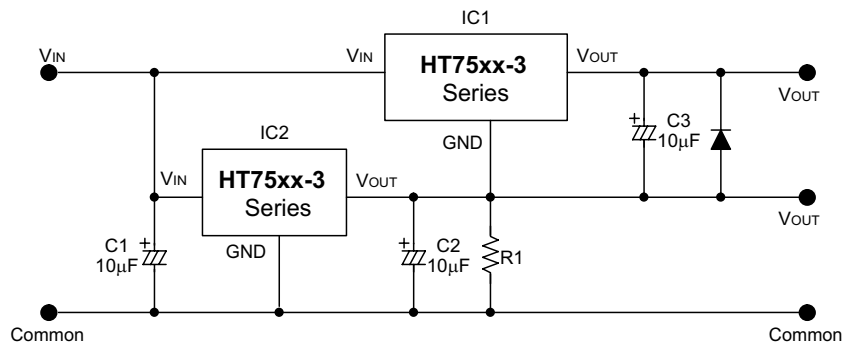 IC1
VIN
VIN
HT75xx-3
Series
VOUT
VOUT
GND
C3
10μF
IC2
VIN
HT75xx-3
Series
VOUT
VOUT
GND
C1
10μF
C2
10μF
R1
Common
Common
+
+
+